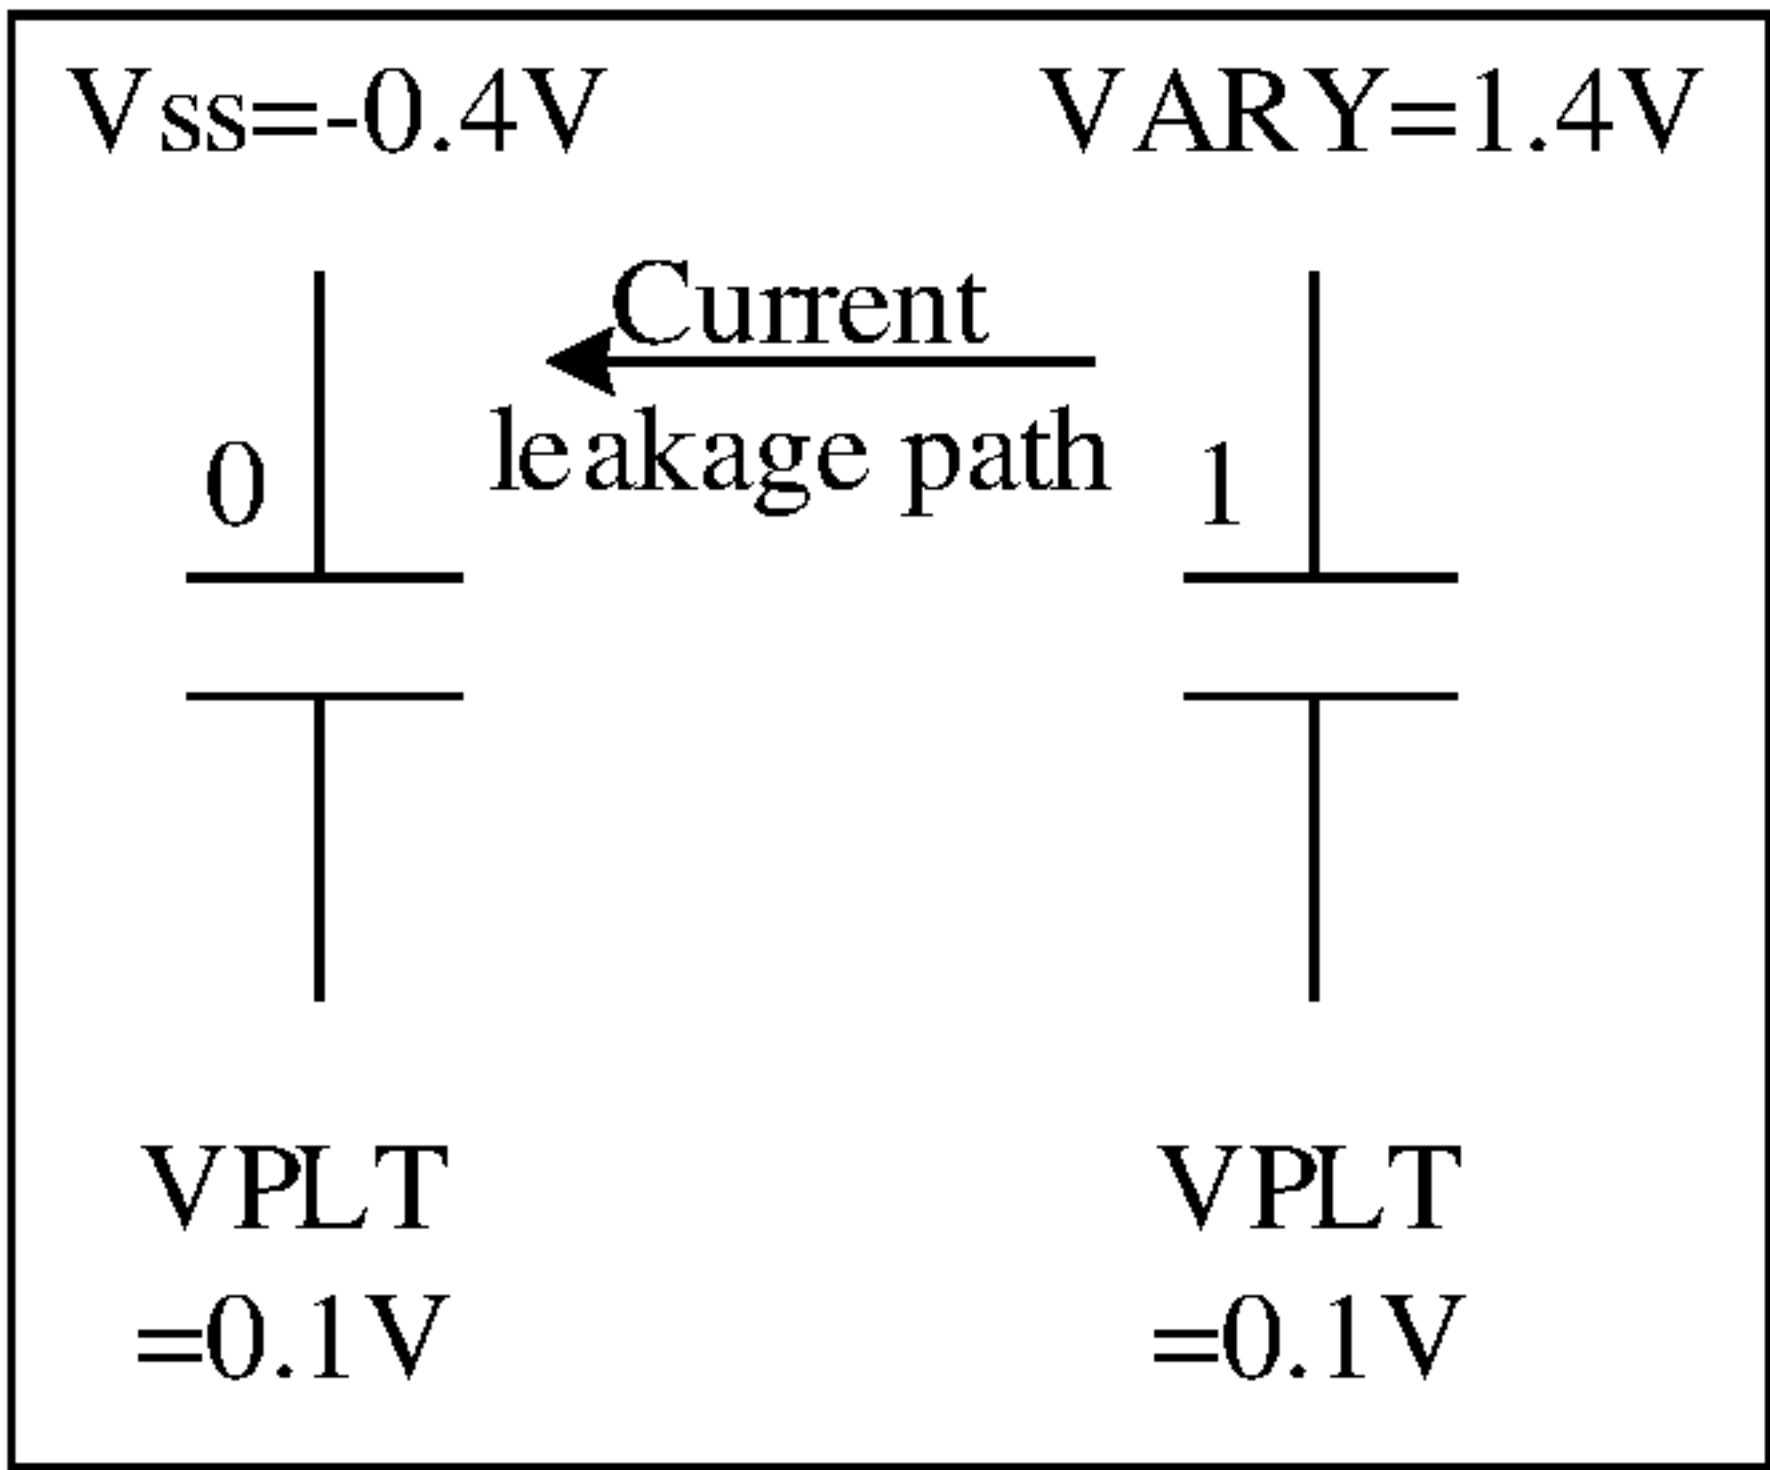 Vss=-0.4V
VARY=1.4V
Current
leakage path
0
1
VPLT
=0.1V
VPLT
=0.1V